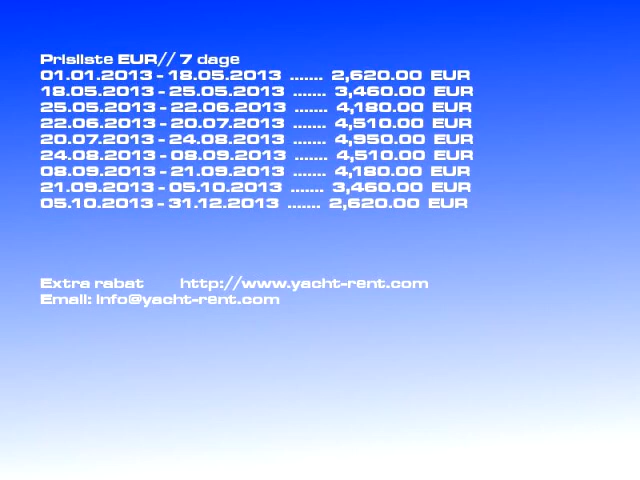 Prisliste EUR// 7 dage
01.01.2013 - 18.05.2013 ....... 2,620.00 EUR
18.05.2013 - 25.05.2013 ....... 3,460.00 EUR
25.05.2013 - 22.06.2013 ....... 4,180.00 EUR
22.06.2013 - 20.07.2013 ....... 4,510.00 EUR
20.07.2013 - 24.08.2013 ....... 4,950.00 EUR
24.08.2013 - 08.09.2013 ....... 4,510.00 EUR
08.09.2013 - 21.09.2013 ....... 4,180.00 EUR
21.09.2013 - 05.10.2013 ....... 3,460.00 EUR
05.10.2013 - 31.12.2013 ....... 2,620.00 EUR
Extra rabat http://www.yacht-rent.com
Email: info@yacht-rent.com